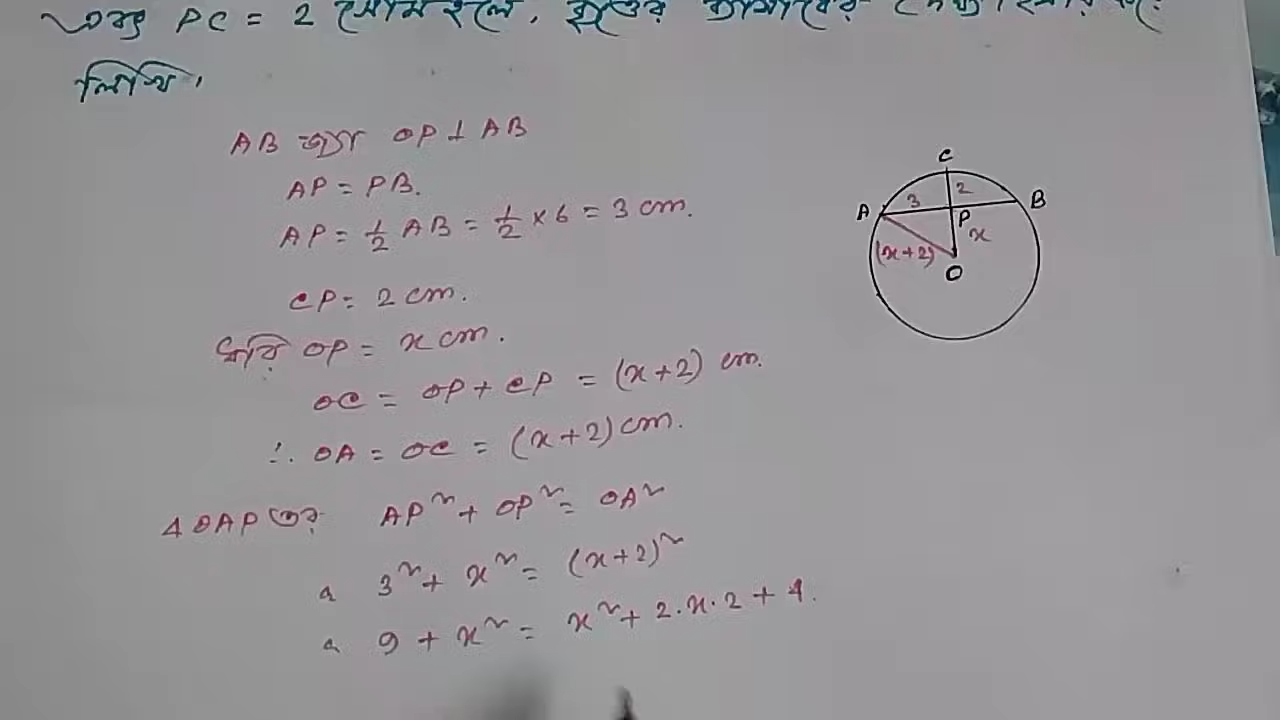 এবং PC = 2 সেমি হলে, বৃত্তের ব্যাসার্ধের দৈর্ঘ্য হিসাব করে
লিখি।
AB জ্যা OP ⊥ AB
AP = PB.
AP = 1/2 AB = 1/2 × 6 = 3 cm.
CP = 2 cm.
ধরি OP = x cm.
OC = OP + CP = (x+2) cm.
∴ OA = OC = (x+2) cm.
Δ OAP তে, AP² + OP² = OA²
বা 3² + x² = (x+2)²
বা 9 + x² = x² + 2.x.2 + 4.
C
A 3 2 B
P
(x+2) x
O